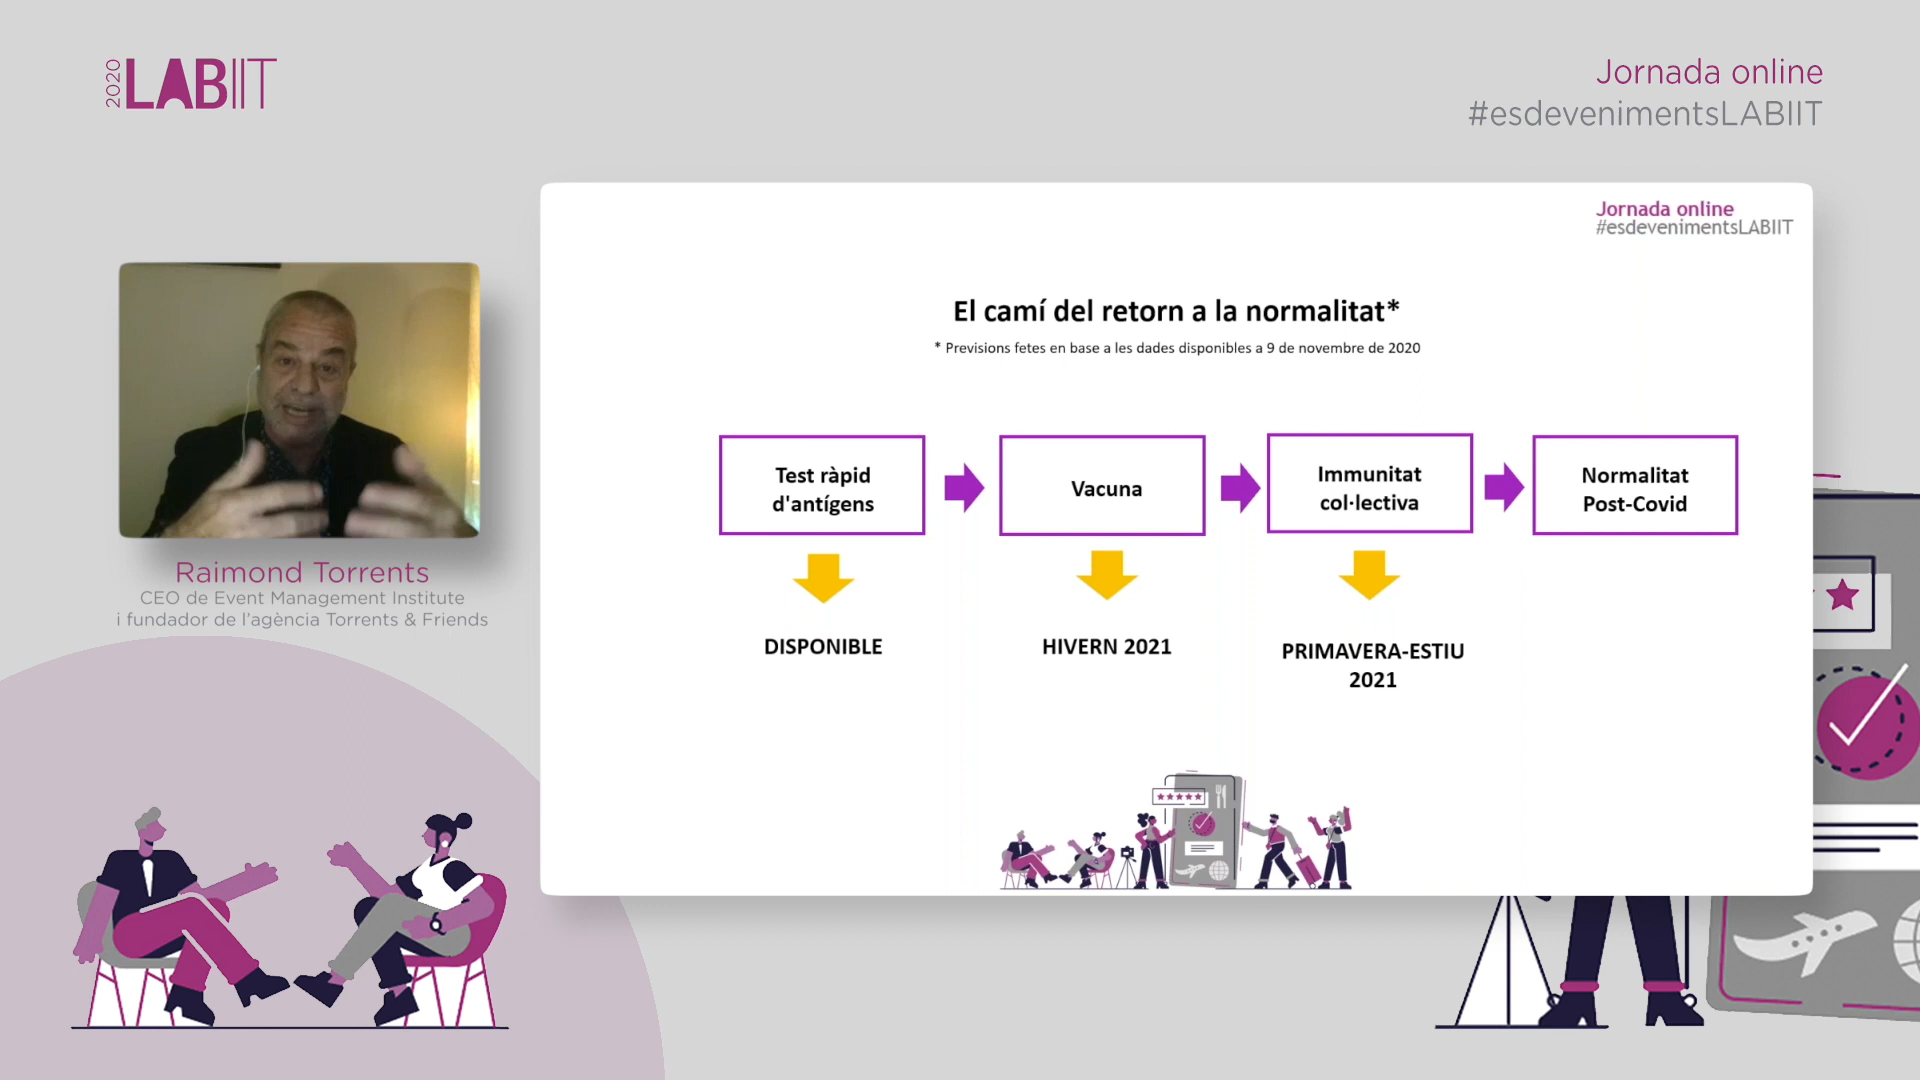 2020 LABIIT
Jornada online
#esdevenimentsLABIIT
Jornada online
#esdevenimentsLABIIT
El camí del retorn a la normalitat*
* Previsions fetes en base a les dades disponibles a 9 de novembre de 2020
Test ràpid
d'antígens
Vacuna
Immunitat
col·lectiva
Normalitat
Post-Covid
DISPONIBLE
HIVERN 2021
PRIMAVERA-ESTIU
2021
Raimond Torrents
CEO de Event Management Institute
i fundador de l'agència Torrents & Friends